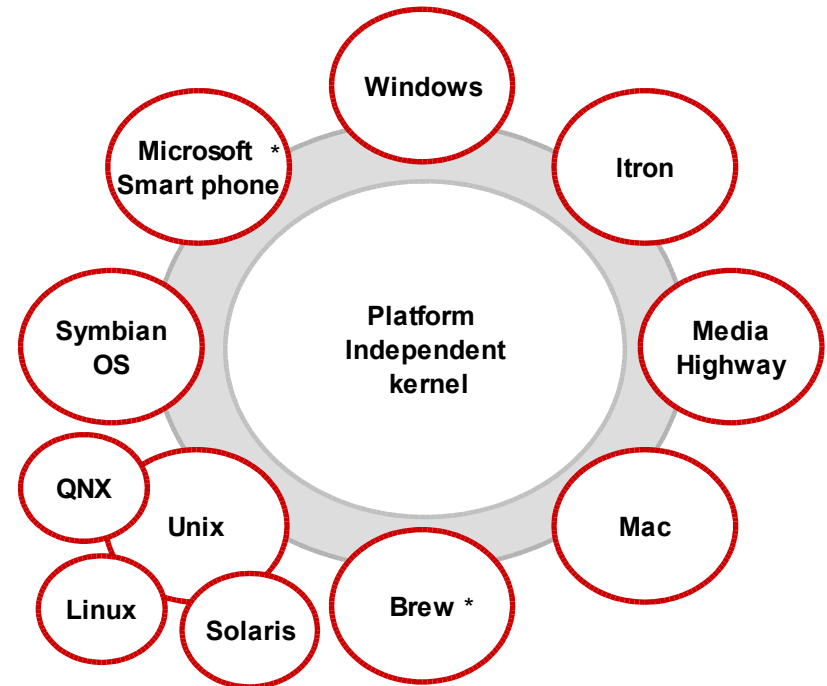 Windows
Microsoft *
Smart phone
Itron
Symbian
OS
Platform
Independent
kernel
Media
Highway
QNX
Unix
Mac
Linux
Solaris
Brew *